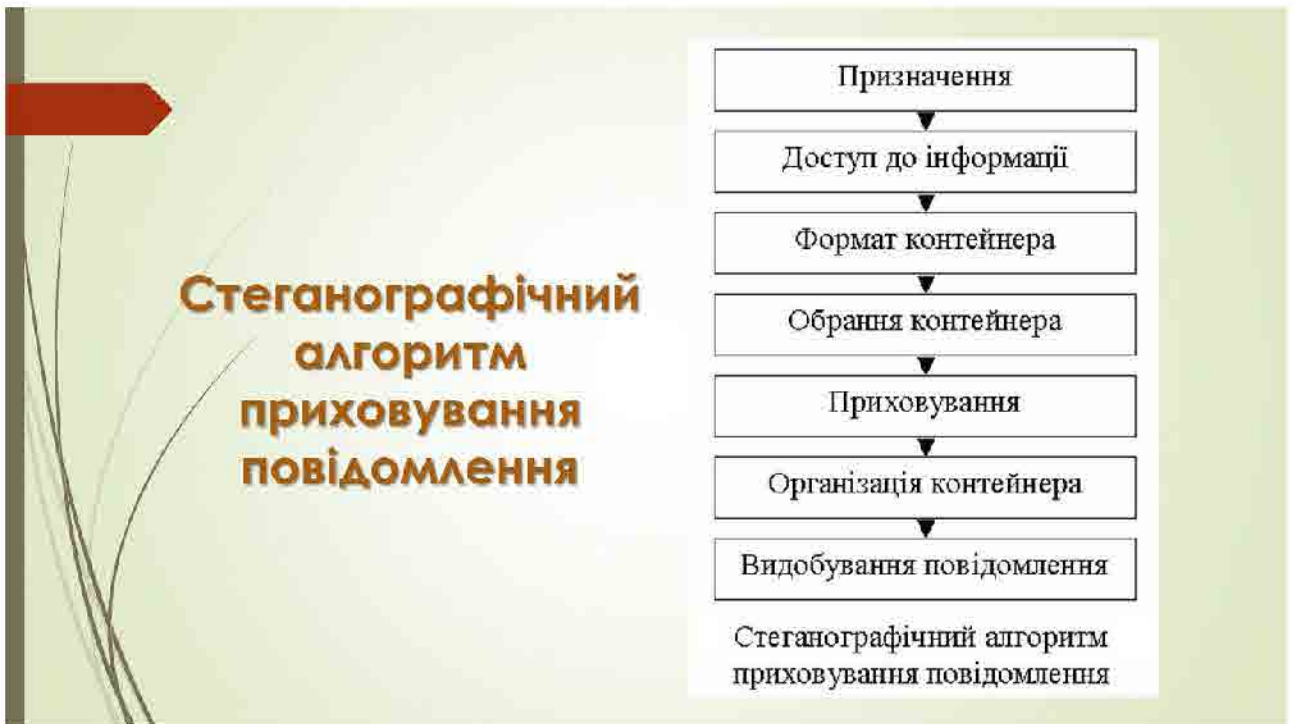 Стеганографічний
алгоритм
приховування
повідомлення
Призначення
Доступ до інформації
Формат контейнера
Обрання контейнера
Приховування
Організація контейнера
Видобування повідомлення
Стеганографічний алгоритм
приховування повідомлення